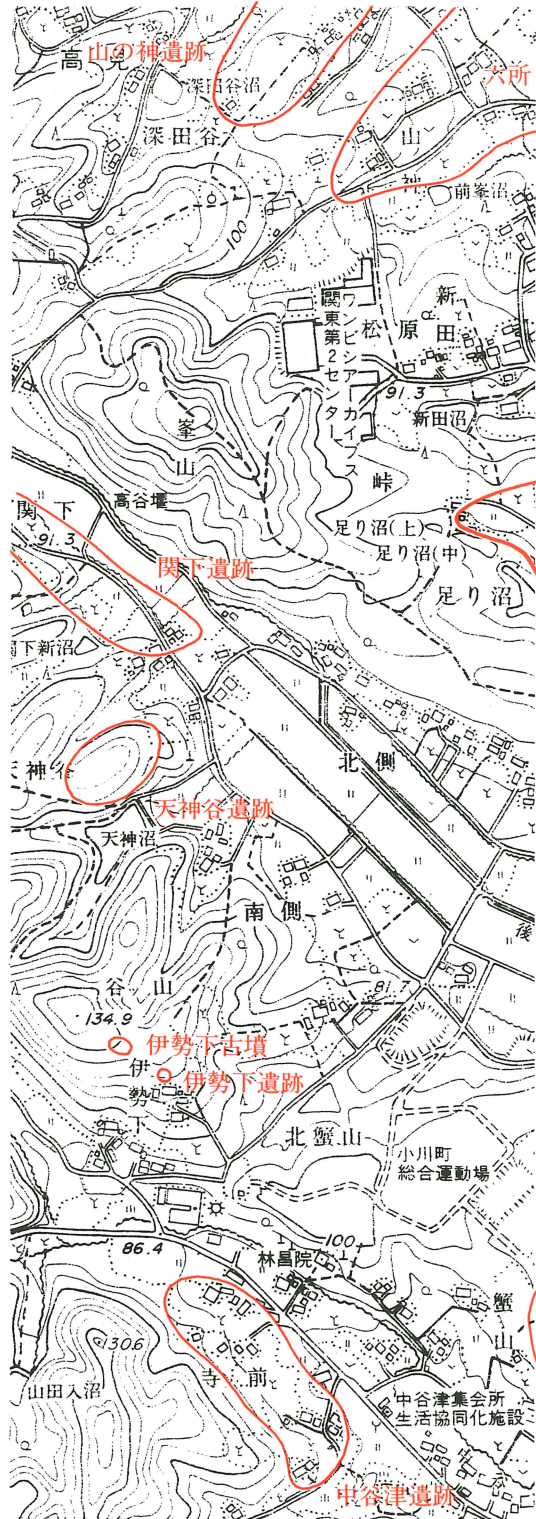 高見
山の神遺跡
六所
深田谷沼
深田谷
山神
前峯沼
100
ワンビシアーカイブス
関東第2センター
松原
新田
91.3
新田沼
峯山
峠
高谷堰
関下
91.3
足り沼(上)
足り沼(中)
足り沼
関下遺跡
関下新沼
北側
天神谷
天神谷遺跡
天神沼
南側
後
谷山
81.7
134.9
伊勢下古墳
伊勢下遺跡
伊勢下
北蟹山
小川町
総合運動場
100
86.4
林昌院
蟹山
130.6
寺前
山田入沼
中谷津集会所
生活協同化施設
中谷津遺跡